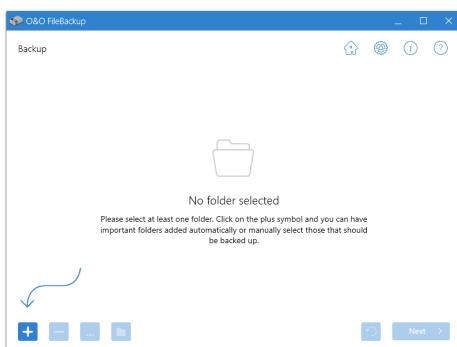 O&O FileBackup
Backup
No folder selected
Please select at least one folder. Click on the plus symbol and you can have
important folders added automatically or manually select those that should
be backed up.
...
Next